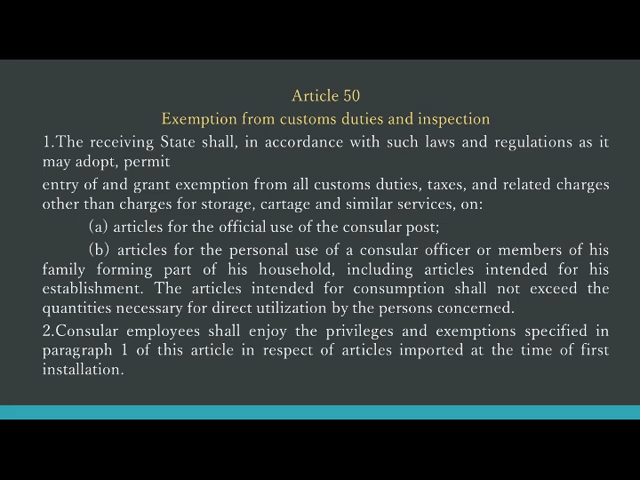 Article 50
Exemption from customs duties and inspection
1.The receiving State shall, in accordance with such laws and regulations as it
may adopt, permit
entry of and grant exemption from all customs duties, taxes, and related charges
other than charges for storage, cartage and similar services, on:
(a) articles for the official use of the consular post;
(b) articles for the personal use of a consular officer or members of his
family forming part of his household, including articles intended for his
establishment. The articles intended for consumption shall not exceed the
quantities necessary for direct utilization by the persons concerned.
2.Consular employees shall enjoy the privileges and exemptions specified in
paragraph 1 of this article in respect of articles imported at the time of first
installation.